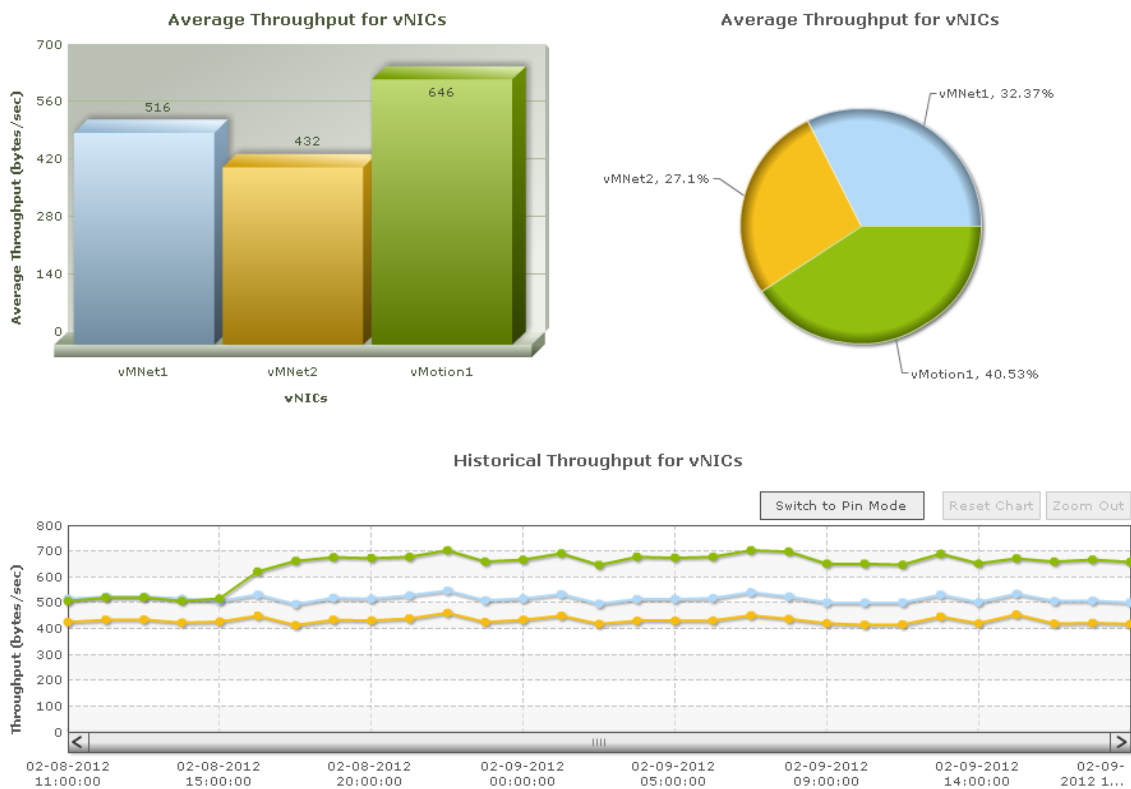 Average Throughput for vNICs
700
560
420
280
140
0
Average Throughput (bytes/sec)
516
432
646
vMNet1
vMNet2
vMotion1
vNICs
Average Throughput for vNICs
vMNet1, 32.37%
vMNet2, 27.1%
vMotion1, 40.53%
Historical Throughput for vNICs
Switch to Pin Mode
Reset Chart
Zoom Out
800
700
600
500
400
300
200
100
0
Throughput (bytes/sec)
02-08-2012
11:00:00
02-08-2012
15:00:00
02-08-2012
20:00:00
02-09-2012
00:00:00
02-09-2012
05:00:00
02-09-2012
09:00:00
02-09-2012
14:00:00
02-09-
2012 1...